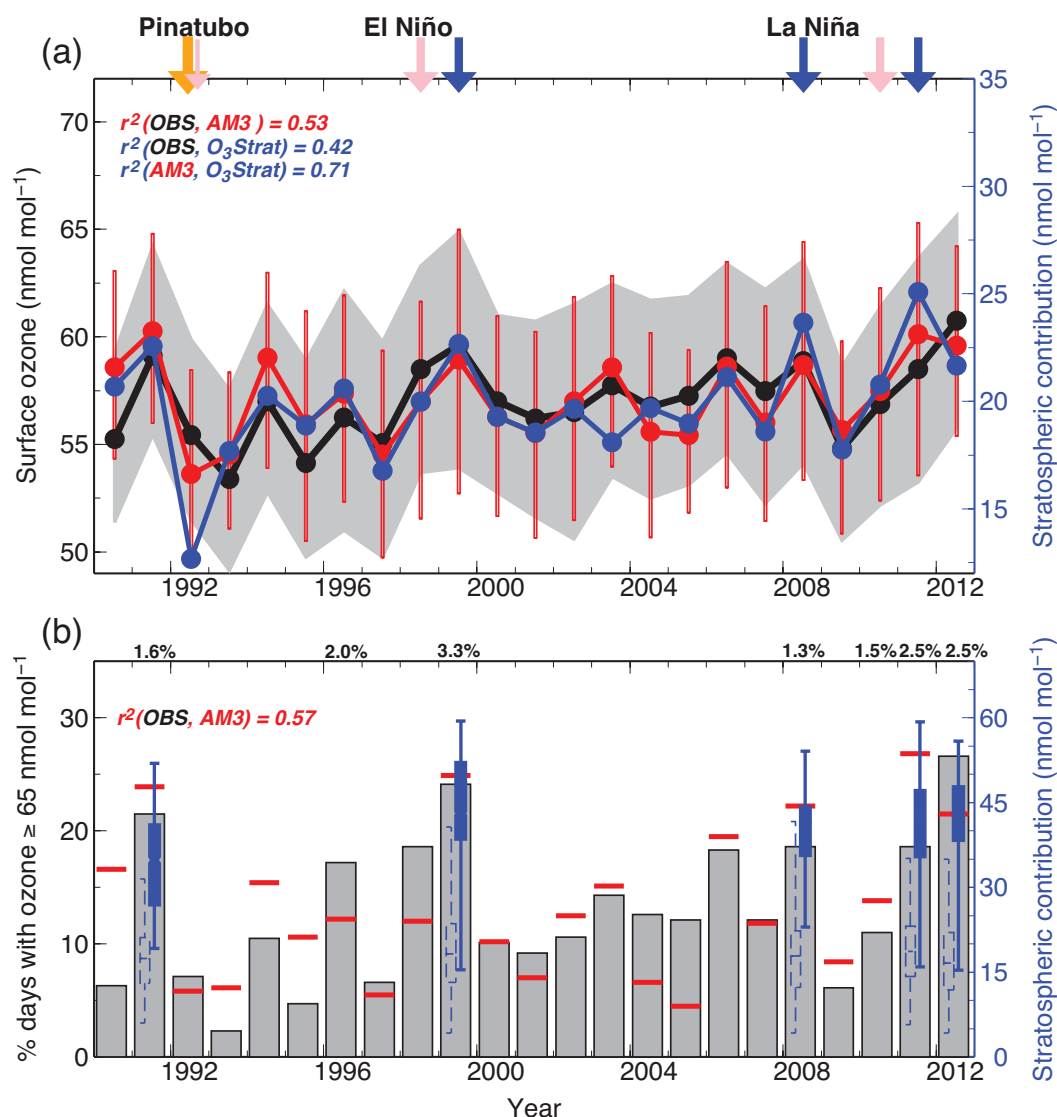 Pinatubo El Niño La Niña
(a)
70
65
60
55
50
Surface ozone (nmol mol⁻¹)
r²(OBS, AM3 ) = 0.53
r²(OBS, O₃Strat) = 0.42
r²(AM3, O₃Strat) = 0.71
35
30
25
20
15
Stratospheric contribution (nmol mol⁻¹)
1992 1996 2000 2004 2008 2012
(b)
1.6% 2.0% 3.3% 1.3% 1.5% 2.5% 2.5%
r²(OBS, AM3) = 0.57
30
20
10
0
% days with ozone ≥ 65 nmol mol⁻¹
60
45
30
15
0
Stratospheric contribution (nmol mol⁻¹)
1992 1996 2000 2004 2008 2012
Year